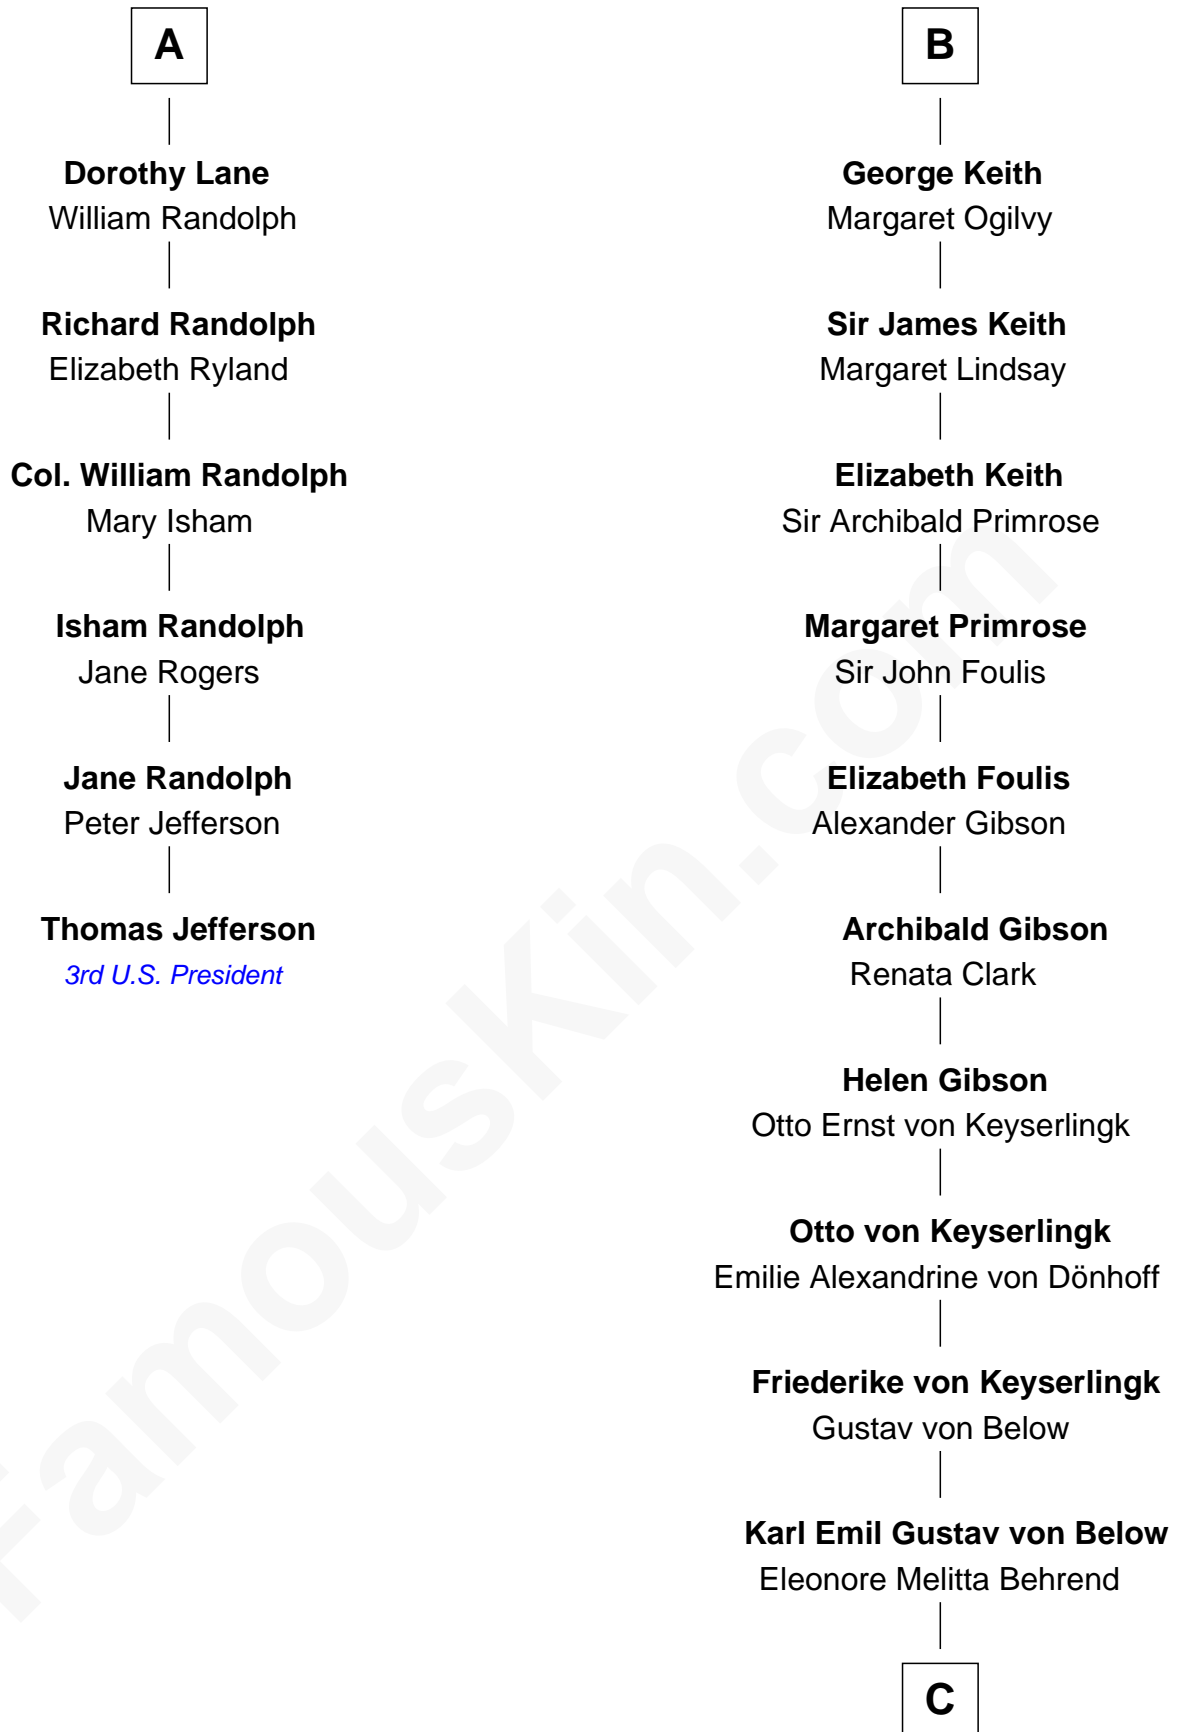 A
Dorothy Lane
William Randolph
Richard Randolph
Elizabeth Ryland
Col. William Randolph
Mary Isham
Isham Randolph
Jane Rogers
Jane Randolph
Peter Jefferson
Thomas Jefferson
3rd U.S. President
B
George Keith
Margaret Ogilvy
Sir James Keith
Margaret Lindsay
Elizabeth Keith
Sir Archibald Primrose
Margaret Primrose
Sir John Foulis
Elizabeth Foulis
Alexander Gibson
Archibald Gibson
Renata Clark
Helen Gibson
Otto Ernst von Keyserlingk
Otto von Keyserlingk
Emilie Alexandrine von Dönhoff
Friederike von Keyserlingk
Gustav von Below
Karl Emil Gustav von Below
Eleonore Melitta Behrend
C
FamousKin.com